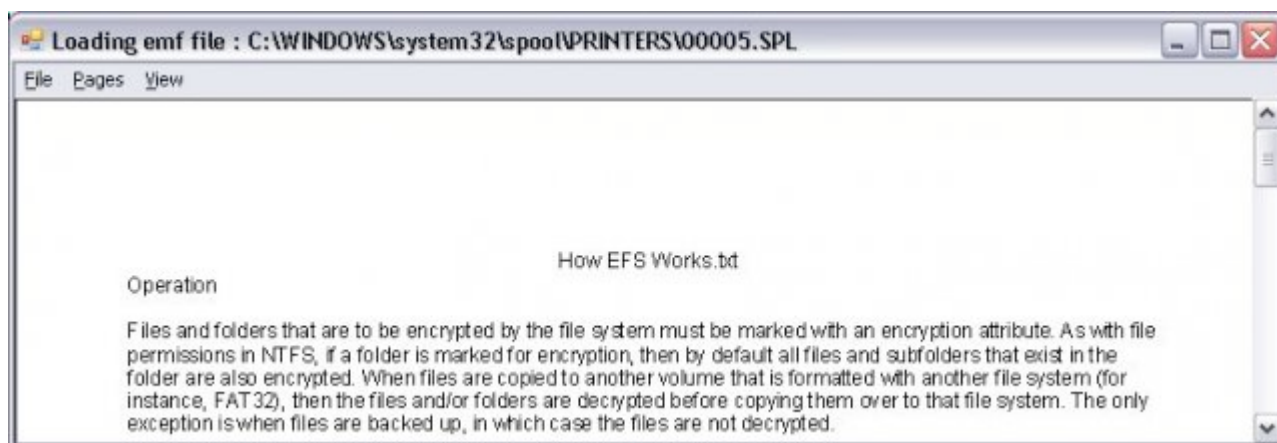 Loading emf file : C:\WINDOWS\system32\spool\PRINTERS\00005.SPL
File Pages View
How EFS Works.txt
Operation
Files and folders that are to be encrypted by the file system must be marked with an encryption attribute. As with file
permissions in NTFS, if a folder is marked for encryption, then by default all files and subfolders that exist in the
folder are also encrypted. When files are copied to another volume that is formatted with another file system (for
instance, FAT32), then the files and/or folders are decrypted before copying them over to that file system. The only
exception is when files are backed up, in which case the files are not decrypted.